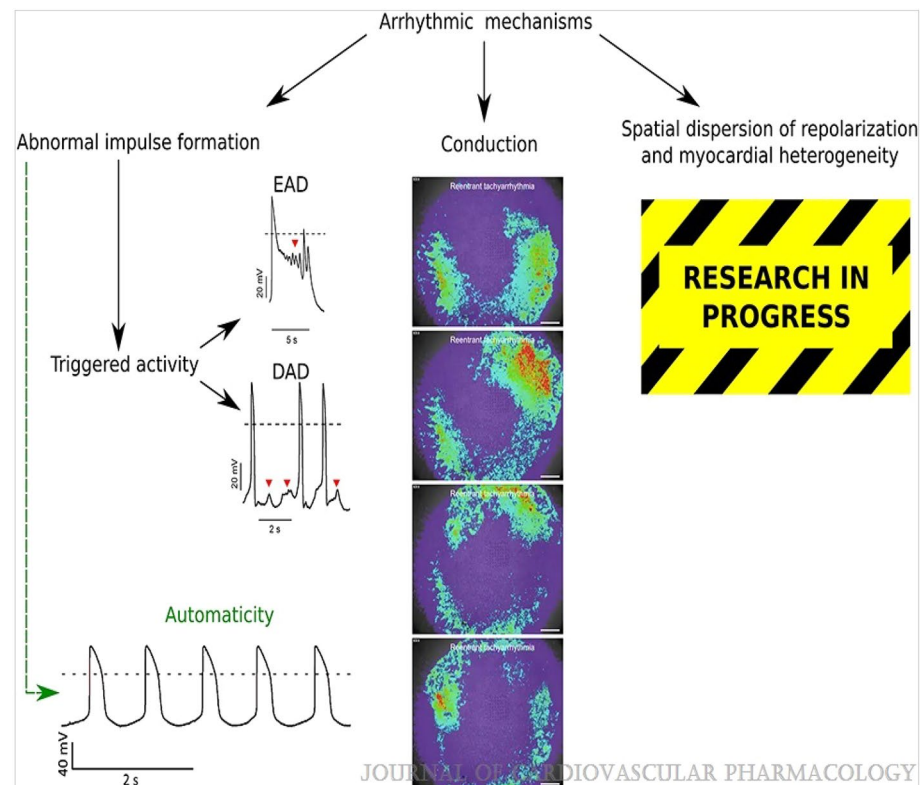 Arrhythmic mechanisms
Abnormal impulse formation
Conduction
Spatial dispersion of repolarization
and myocardial heterogeneity
EAD
20 mV
5 s
Triggered activity
DAD
20 mV
2 s
Automaticity
40 mV
2 s
Reentrant tachyarrhythmia
Reentrant tachyarrhythmia
Reentrant tachyarrhythmia
Reentrant tachyarrhythmia
RESEARCH IN
PROGRESS
JOURNAL OF CARDIOVASCULAR PHARMACOLOGY